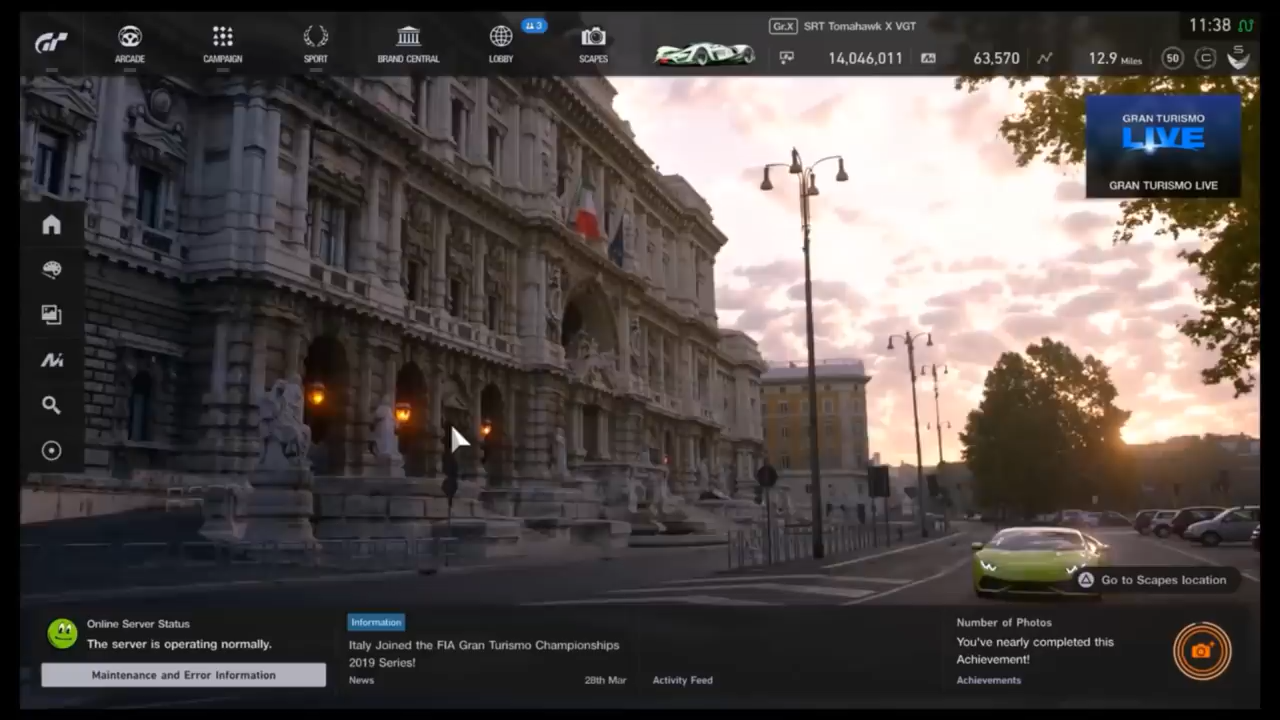 Gr.X SRT Tomahawk X VGT
11:38
ARCADE
CAMPAIGN
SPORT
BRAND CENTRAL
3
LOBBY
SCAPES
14,046,011
63,570
12.9 Miles
50
C
S
GRAN TURISMO
LIVE
GRAN TURISMO LIVE
Go to Scapes location
Online Server Status
The server is operating normally.
Maintenance and Error Information
Information
Italy Joined the FIA Gran Turismo Championships
2019 Series!
News
28th Mar
Activity Feed
Number of Photos
You've nearly completed this
Achievement!
Achievements